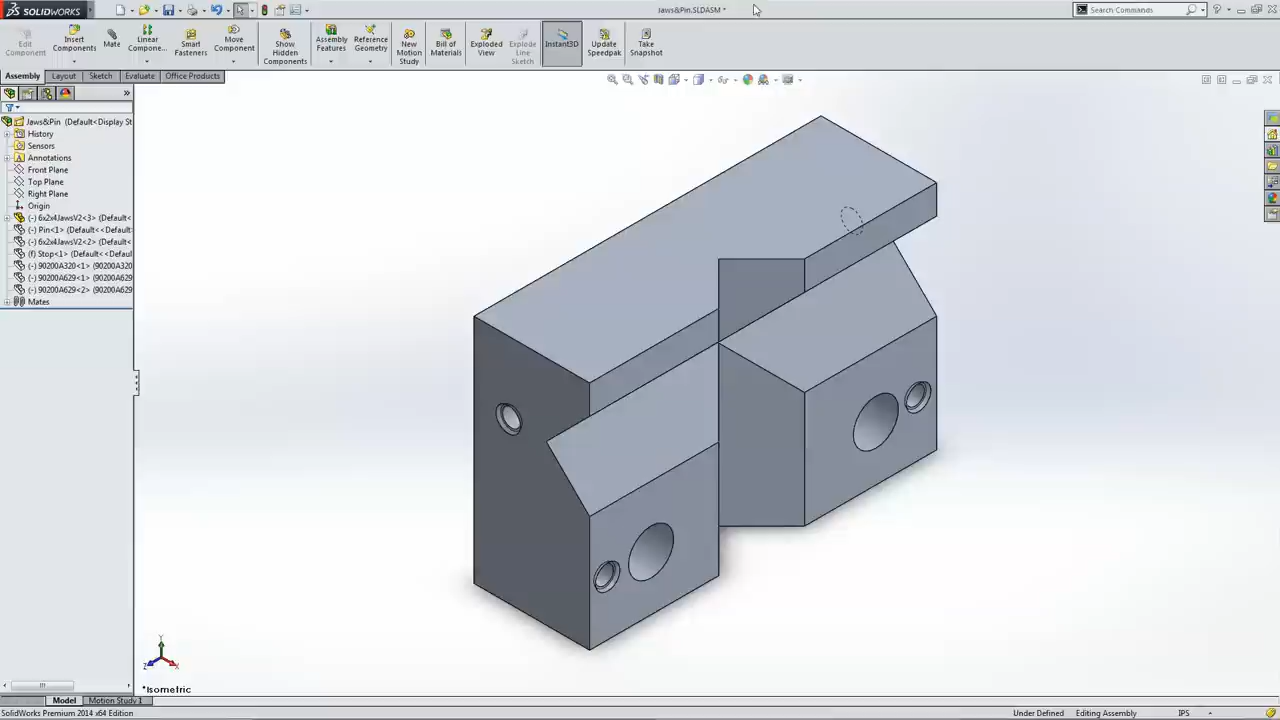 SOLIDWORKS
Jaws&Pin.SLDASM *
Search Commands
Edit Component
Insert Components
Mate
Linear Compone...
Smart Fasteners
Move Component
Show Hidden Components
Assembly Features
Reference Geometry
New Motion Study
Bill of Materials
Exploded View
Explode Line Sketch
Instant3D
Update Speedpak
Take Snapshot
Assembly
Layout
Sketch
Evaluate
Office Products
Jaws&Pin (Default<Display St
History
Sensors
Annotations
Front Plane
Top Plane
Right Plane
Origin
(-) 6x2x4JawsV2<3> (Default<
(-) Pin<1> (Default<<Default
(-) 6x2x4JawsV2<2> (Default<
(f) Stop<1> (Default<<Defaul
(-) 90200A320<1> (90200A320
(-) 90200A629<1> (90200A629
(-) 90200A629<2> (90200A629
Mates
Y
Z
X
*Isometric
Model
Motion Study 1
SolidWorks Premium 2014 x64 Edition
Under Defined
Editing Assembly
IPS